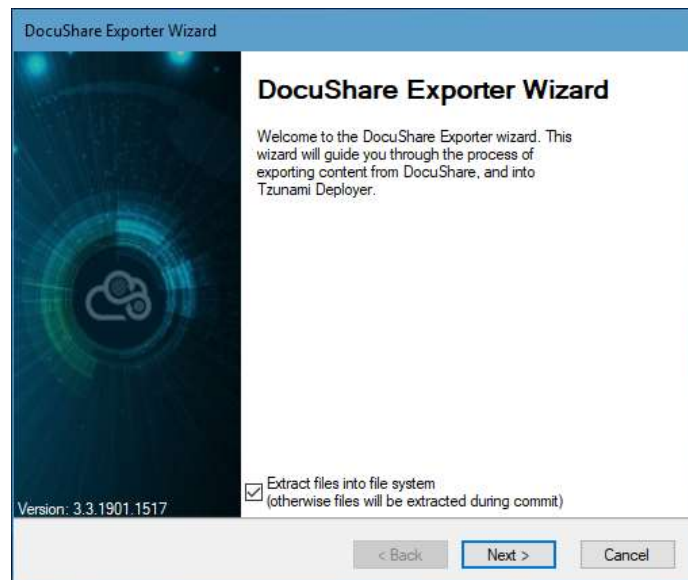 DocuShare Exporter Wizard
DocuShare Exporter Wizard
Welcome to the DocuShare Exporter wizard. This
wizard will guide you through the process of
exporting content from DocuShare, and into
Tzunami Deployer.
Extract files into file system
(otherwise files will be extracted during commit)
Version: 3.3.1901.1517
< Back
Next >
Cancel